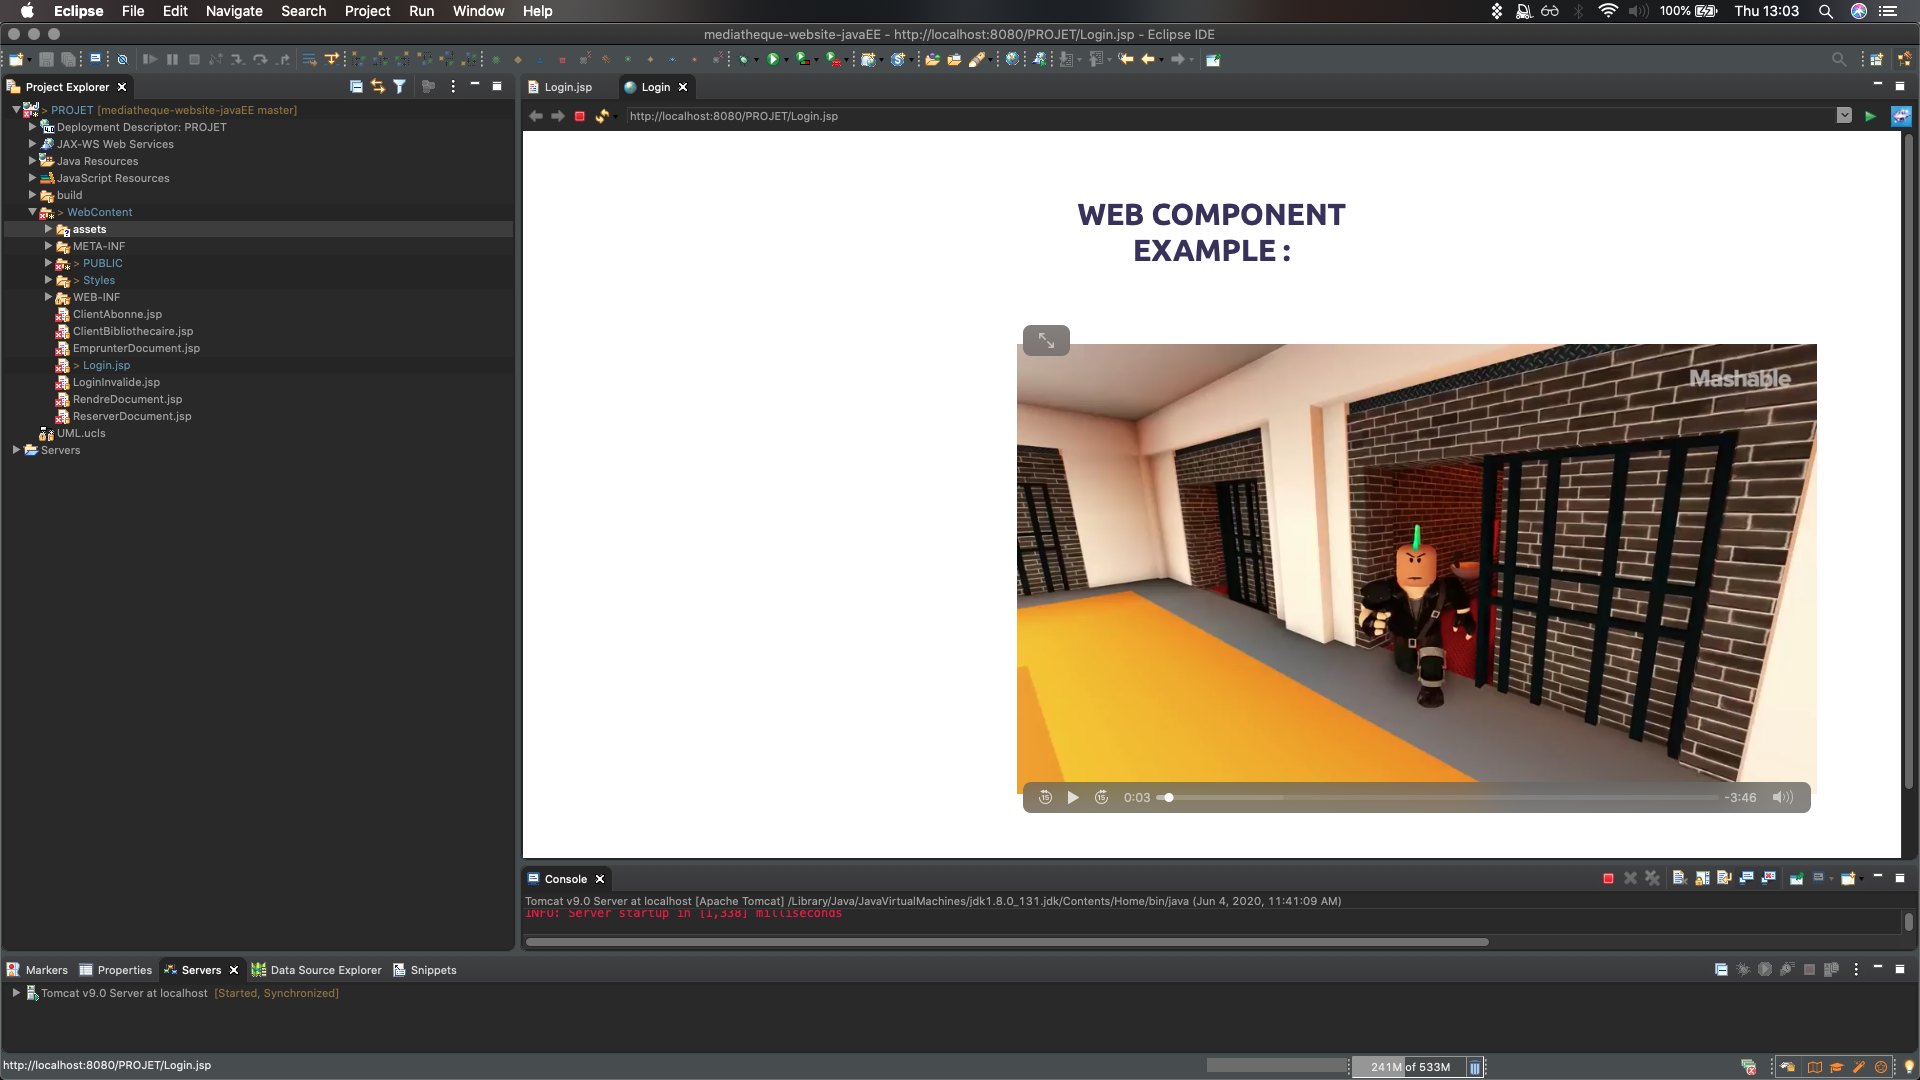 Eclipse File Edit Navigate Search Project Run Window Help 100% Thu 13:03
mediatheque-website-javaEE - http://localhost:8080/PROJET/Login.jsp - Eclipse IDE
Project Explorer
Login.jsp
Login
> PROJET [mediatheque-website-javaEE master]
http://localhost:8080/PROJET/Login.jsp
Deployment Descriptor: PROJET
JAX-WS Web Services
Java Resources
JavaScript Resources
build
> WebContent
assets
META-INF
> PUBLIC
> Styles
WEB-INF
ClientAbonne.jsp
ClientBibliothecaire.jsp
EmprunterDocument.jsp
> Login.jsp
LoginInvalide.jsp
RendreDocument.jsp
ReserverDocument.jsp
UML.ucls
Servers
WEB COMPONENT
EXAMPLE :
Mashable
15 15 0:03 -3:46
Console
Tomcat v9.0 Server at localhost [Apache Tomcat] /Library/Java/JavaVirtualMachines/jdk1.8.0_131.jdk/Contents/Home/bin/java (Jun 4, 2020, 11:41:09 AM)
INFO: Server startup in [1,338] milliseconds
Markers Properties Servers Data Source Explorer Snippets
Tomcat v9.0 Server at localhost [Started, Synchronized]
http://localhost:8080/PROJET/Login.jsp 241M of 533M